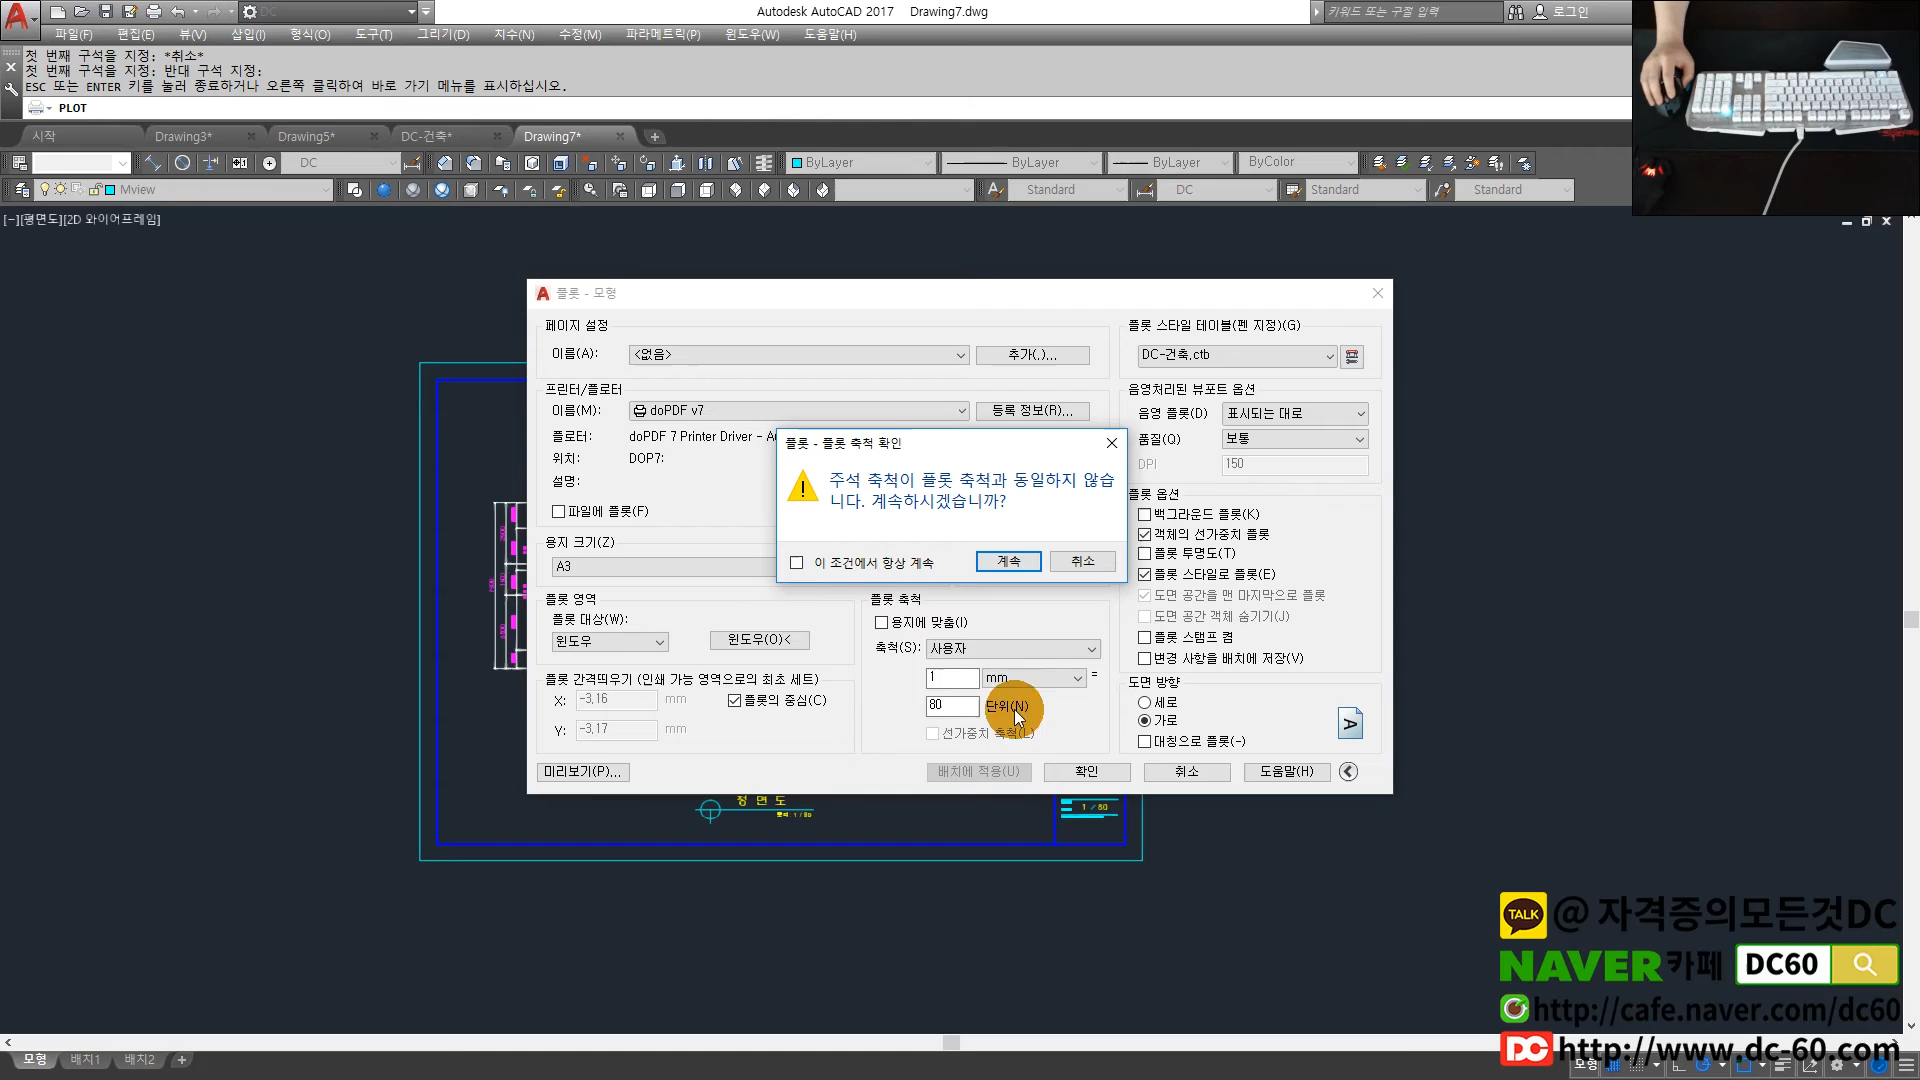 DC
Autodesk AutoCAD 2017 Drawing7.dwg
키워드 또는 구절 입력
로그인
파일(F) 편집(E) 뷰(V) 삽입(I) 형식(O) 도구(T) 그리기(D) 치수(N) 수정(M) 파라메트릭(P) 윈도우(W) 도움말(H)
첫 번째 구석을 지정: *취소*
첫 번째 구석을 지정: 반대 구석 지정:
ESC 또는 ENTER 키를 눌러 종료하거나 오른쪽 클릭하여 바로 가기 메뉴를 표시하십시오.
PLOT
시작 Drawing3* Drawing5* DC-건축* Drawing7*
DC ByLayer ByLayer ByLayer ByColor
Mview Standard DC Standard Standard
[-][평면도][2D 와이어프레임]
플롯 - 모형
페이지 설정
이름(A): <없음> 추가(.)...
프린터/플로터
이름(M): doPDF v7 등록 정보(R)...
플로터: doPDF 7 Printer Driver - A
위치: DOP7:
설명:
파일에 플롯(F)
용지 크기(Z)
A3
플롯 영역
플롯 대상(W):
윈도우 윈도우(O)<
플롯 간격띄우기 (인쇄 가능 영역으로의 최초 세트)
X: -3.16 mm 플롯의 중심(C)
Y: -3.17 mm
미리보기(P)...
플롯 축척
용지에 맞춤(I)
축척(S): 사용자
1 mm =
80 단위(N)
선가중치 축척(L)
배치에 적용(U) 확인 취소 도움말(H)
플롯 스타일 테이블(펜 지정)(G)
DC-건축.ctb
음영처리된 뷰포트 옵션
음영 플롯(D) 표시되는 대로
품질(Q) 보통
DPI 150
플롯 옵션
백그라운드 플롯(K)
객체의 선가중치 플롯
플롯 투명도(T)
플롯 스타일로 플롯(E)
도면 공간을 맨 마지막으로 플롯
도면 공간 객체 숨기기(J)
플롯 스탬프 켬
변경 사항을 배치에 저장(V)
도면 방향
세로
가로
대칭으로 플롯(-)
A
플롯 - 플롯 축척 확인
주석 축척이 플롯 축척과 동일하지 않습
니다. 계속하시겠습니까?
이 조건에서 항상 계속 계속 취소
정 면 도
1 / 80
1 / 80
TALK @ 자격증의모든것DC
NAVER 카페 DC60
http://cafe.naver.com/dc60
DC http://www.dc-60.com
모형 배치1 배치2
모형